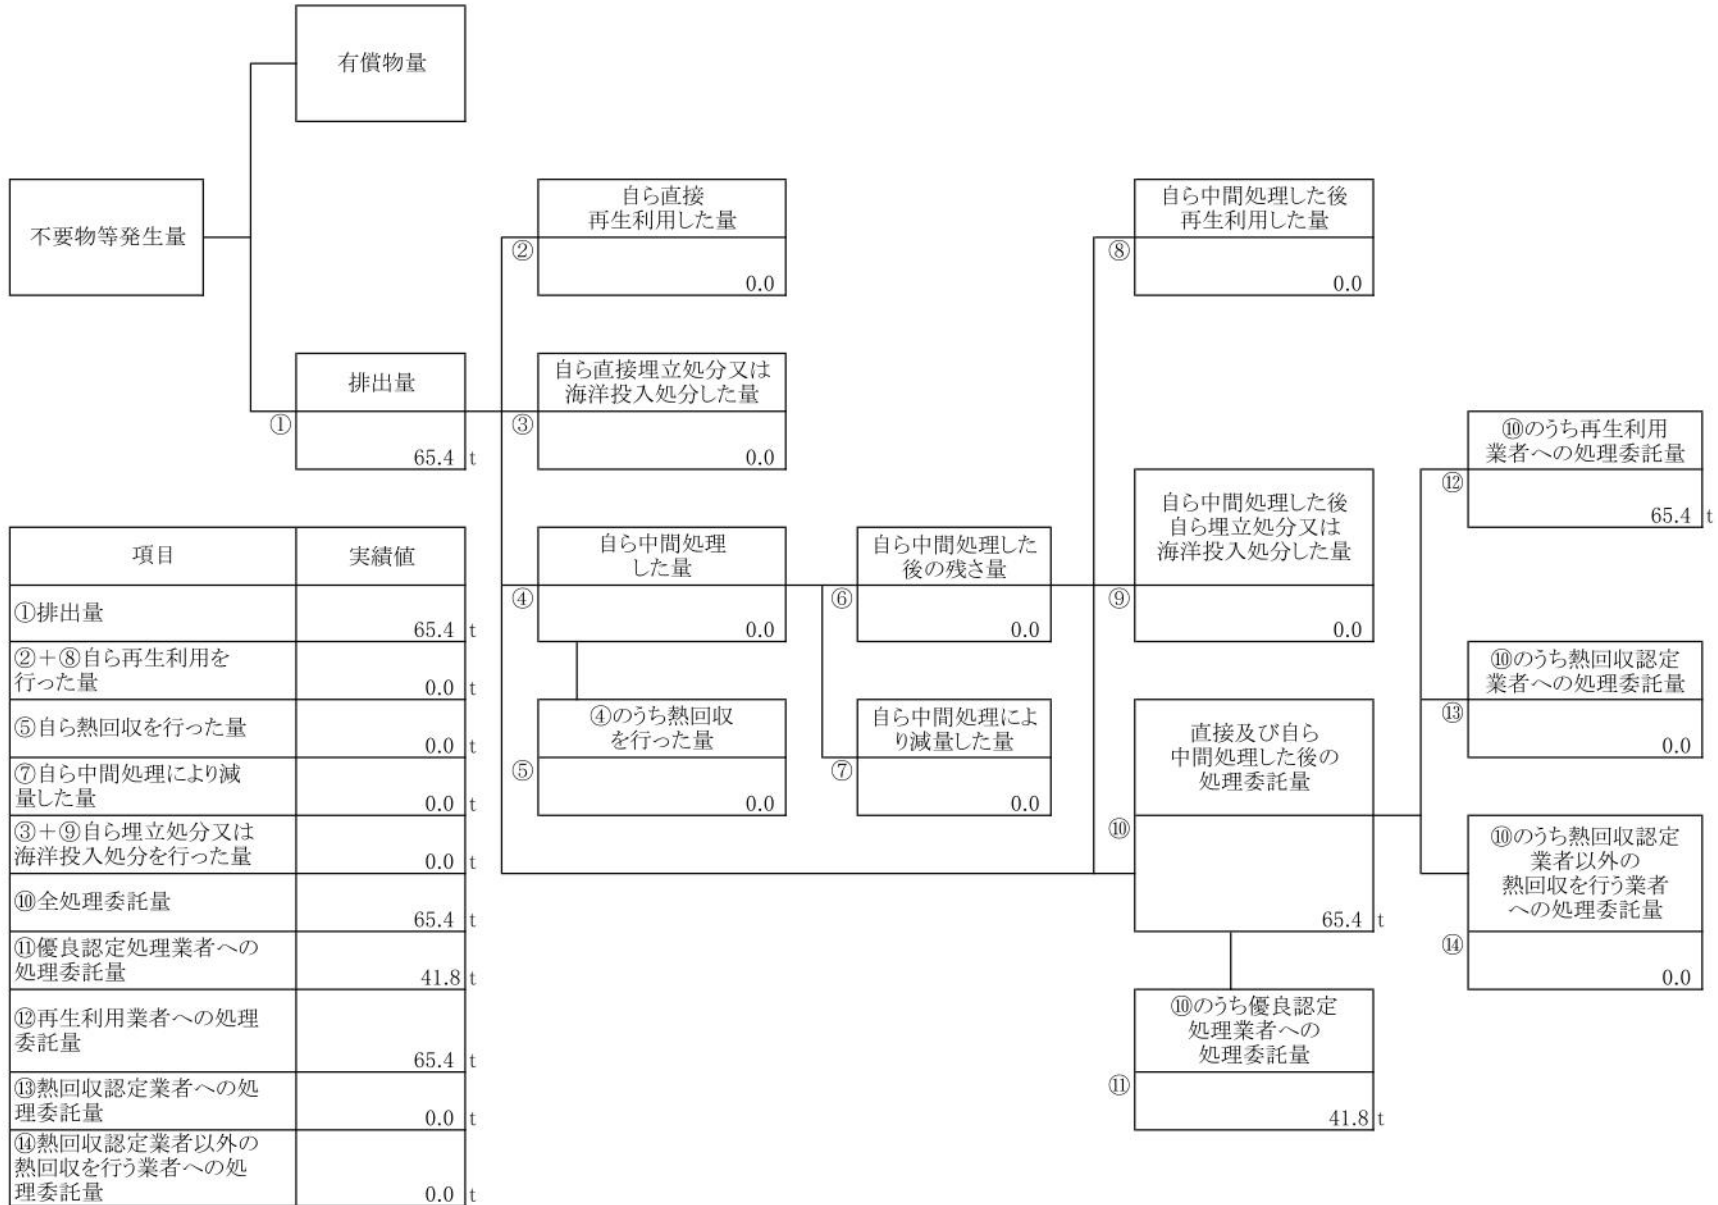 有償物量
不要物等発生量
自ら直接
再生利用した量
②
0.0
自ら中間処理した後
再生利用した量
⑧
0.0
排出量
①
65.4 t
自ら直接埋立処分又は
海洋投入処分した量
③
0.0
⑩のうち再生利用
業者への処理委託量
⑫
65.4 t
自ら中間処理
した量
④
0.0
自ら中間処理した
後の残さ量
⑥
0.0
自ら中間処理した後
自ら埋立処分又は
海洋投入処分した量
⑨
0.0
⑩のうち熱回収認定
業者への処理委託量
⑬
0.0
④のうち熱回収
を行った量
⑤
0.0
自ら中間処理によ
り減量した量
⑦
0.0
直接及び自ら
中間処理した後の
処理委託量
⑩
65.4 t
⑩のうち熱回収認定
業者以外の
熱回収を行う業者
への処理委託量
⑭
0.0
⑩のうち優良認定
処理業者への
処理委託量
⑪
41.8 t
項目 実績値
①排出量
65.4 t
②+⑧自ら再生利用を
行った量
0.0 t
⑤自ら熱回収を行った量
0.0 t
⑦自ら中間処理により減
量した量
0.0 t
③+⑨自ら埋立処分又は
海洋投入処分を行った量
0.0 t
⑩全処理委託量
65.4 t
⑪優良認定処理業者への
処理委託量
41.8 t
⑫再生利用業者への処理
委託量
65.4 t
⑬熱回収認定業者への処
理委託量
0.0 t
⑭熱回収認定業者以外の
熱回収を行う業者への処
理委託量
0.0 t